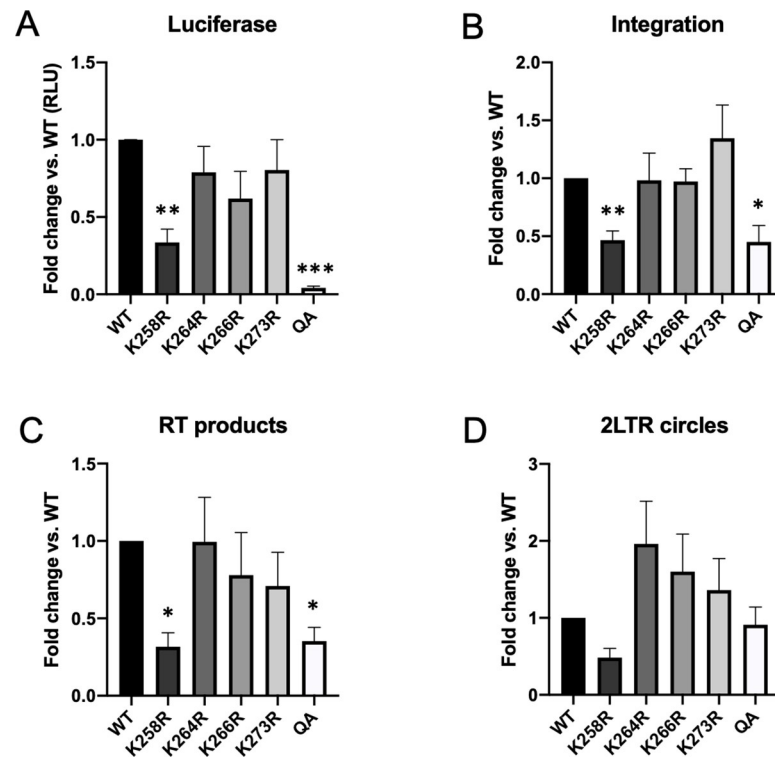 A
Luciferase
Fold change vs. WT (RLU)
1.5
1.0
0.5
0.0
**
***
WT
K258R
K264R
K266R
K273R
QA
B
Integration
Fold change vs. WT
2.0
1.5
1.0
0.5
0.0
**
*
WT
K258R
K264R
K266R
K273R
QA
C
RT products
Fold change vs. WT
1.5
1.0
0.5
0.0
*
*
WT
K258R
K264R
K266R
K273R
QA
D
2LTR circles
Fold change vs. WT
3
2
1
0
WT
K258R
K264R
K266R
K273R
QA